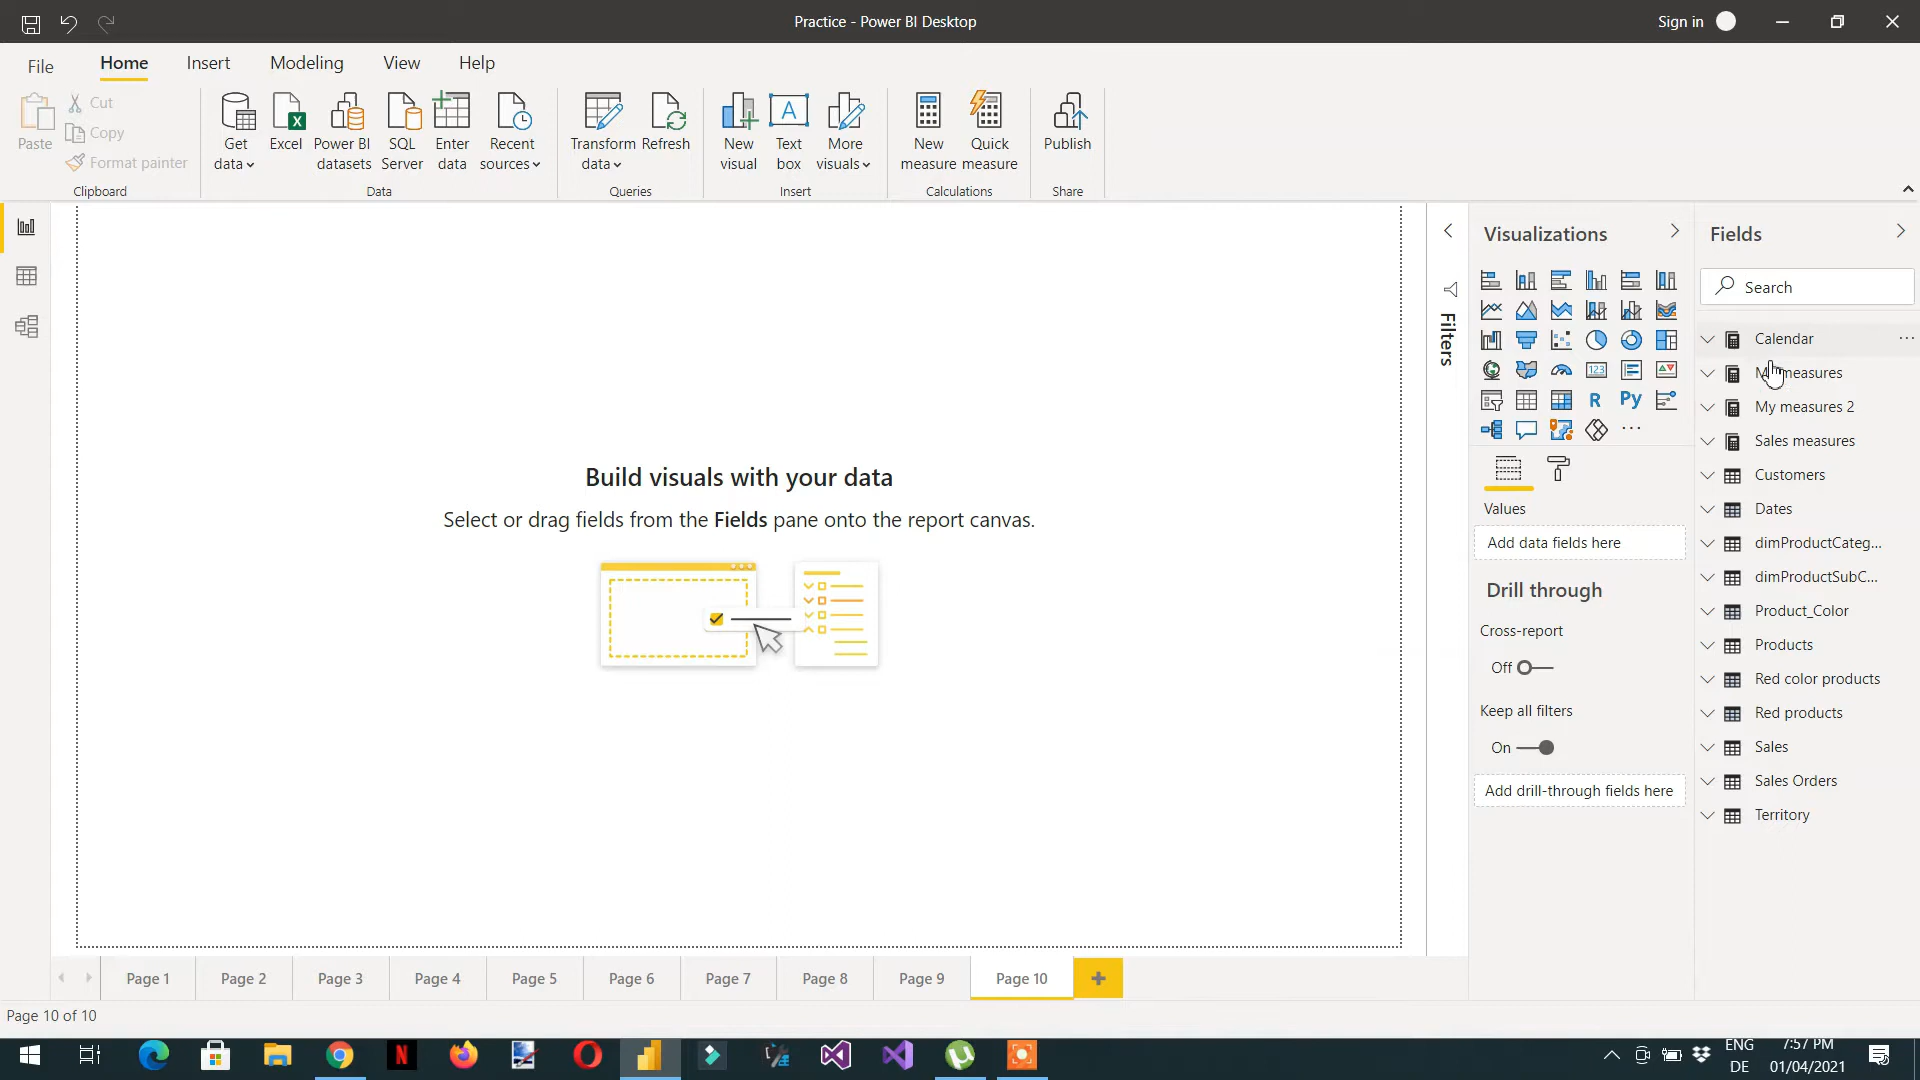 Practice - Power BI Desktop
Sign in
File
Home
Insert
Modeling
View
Help
Paste
Cut
Copy
Format painter
Clipboard
Get data
Excel
Power BI datasets
SQL Server
Enter data
Recent sources
Data
Transform data
Refresh
Queries
New visual
Text box
More visuals
Insert
New measure
Quick measure
Calculations
Publish
Share
Build visuals with your data
Select or drag fields from the Fields pane onto the report canvas.
Filters
Visualizations
123
R
Py
Values
Add data fields here
Drill through
Cross-report
Off
Keep all filters
On
Add drill-through fields here
Fields
Search
Calendar
measures
My measures 2
Sales measures
Customers
Dates
dimProductCateg...
dimProductSubC...
Product_Color
Products
Red color products
Red products
Sales
Sales Orders
Territory
Page 1
Page 2
Page 3
Page 4
Page 5
Page 6
Page 7
Page 8
Page 9
Page 10
Page 10 of 10
ENG
DE
7:57 PM
01/04/2021